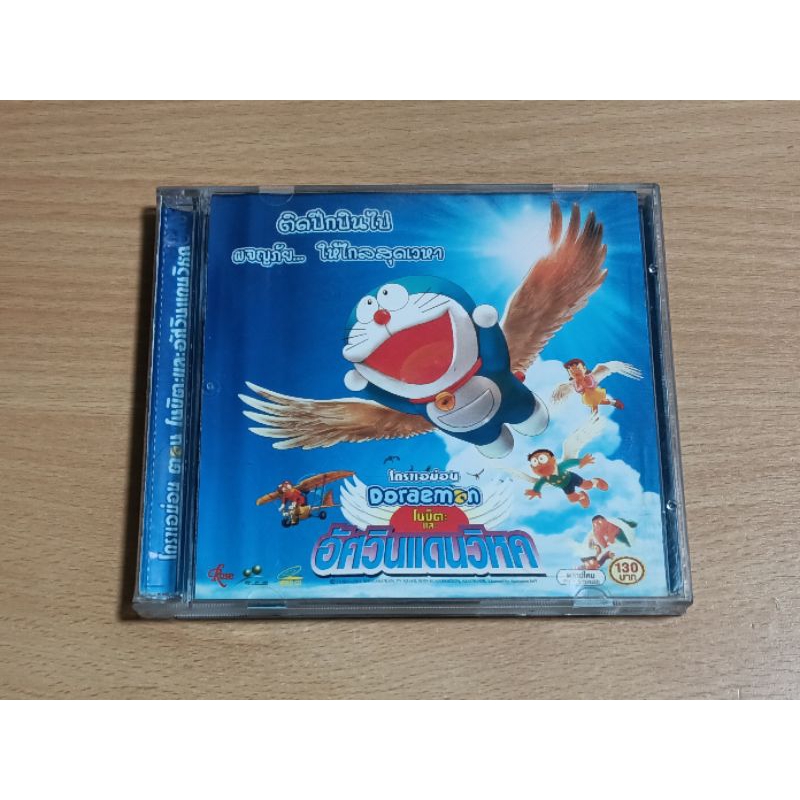 ติดปีกบินไป
ผจญภัย... ให้ไกลสุดเวหา
โดราเอม่อน
Doraemon
โนบิตะ
และ
อัศวินแดนวิหค
พากย์ไทย
130
บาท
โดราเอม่อน ตอน โนบิตะและอัศวินแดนวิหค